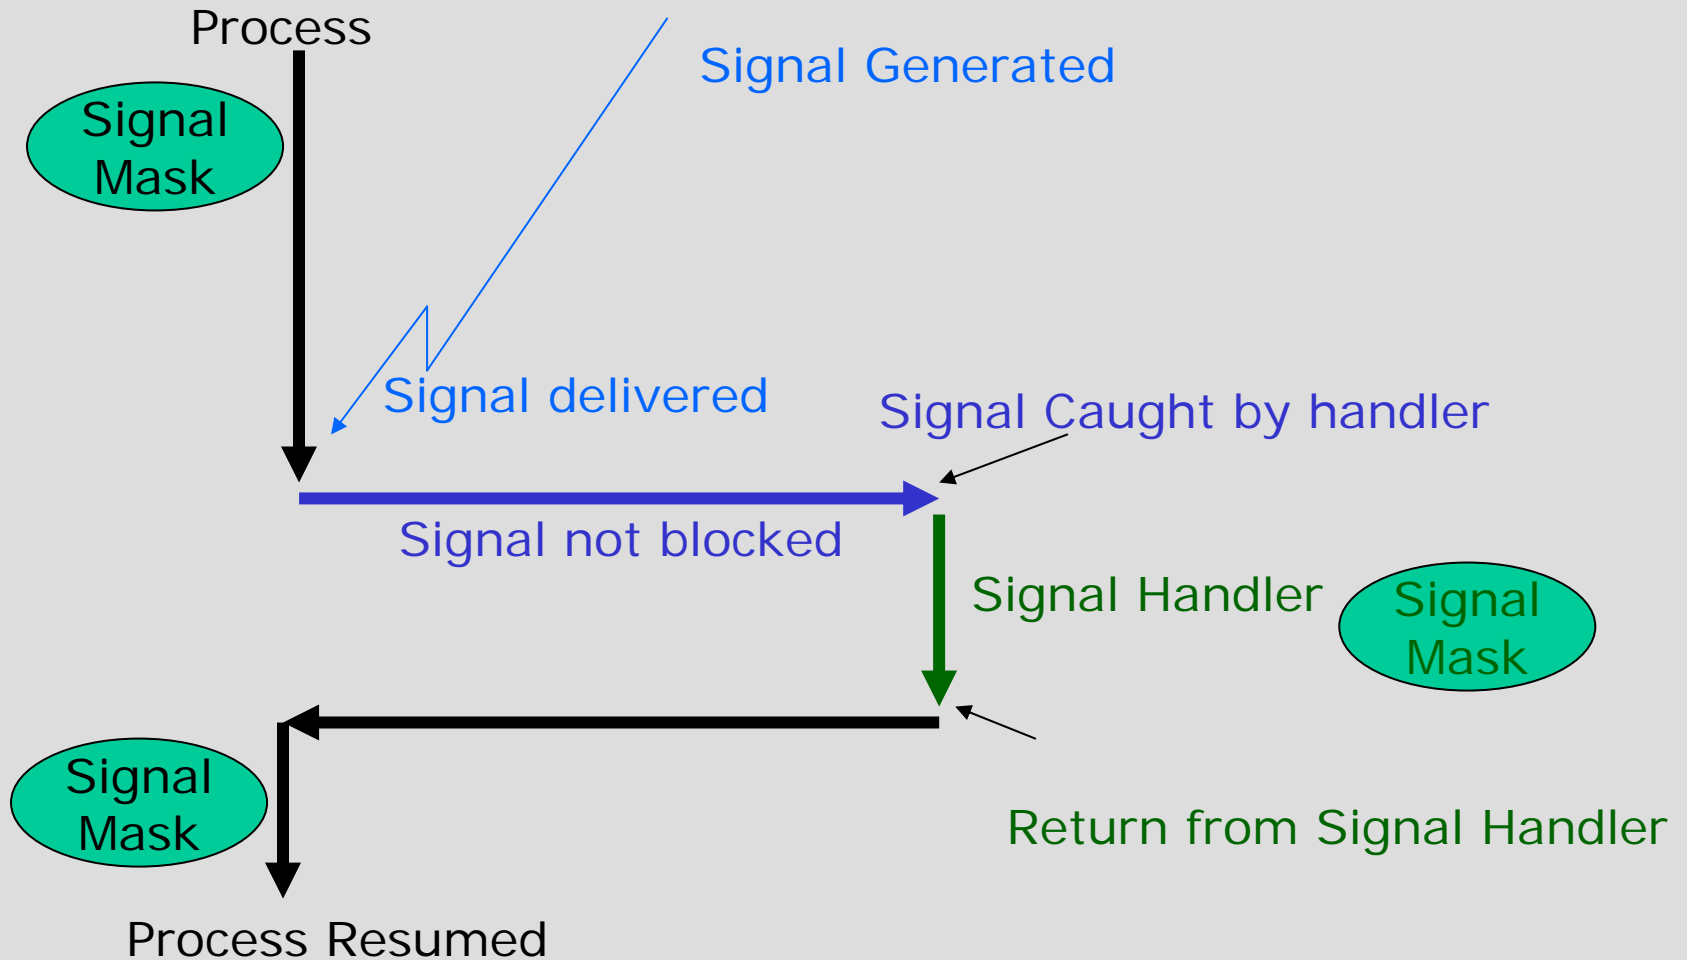 Process
Signal Generated
Signal
Mask
Signal delivered
Signal Caught by handler
Signal not blocked
Signal Handler
Signal
Mask
Signal
Mask
Return from Signal Handler
Process Resumed